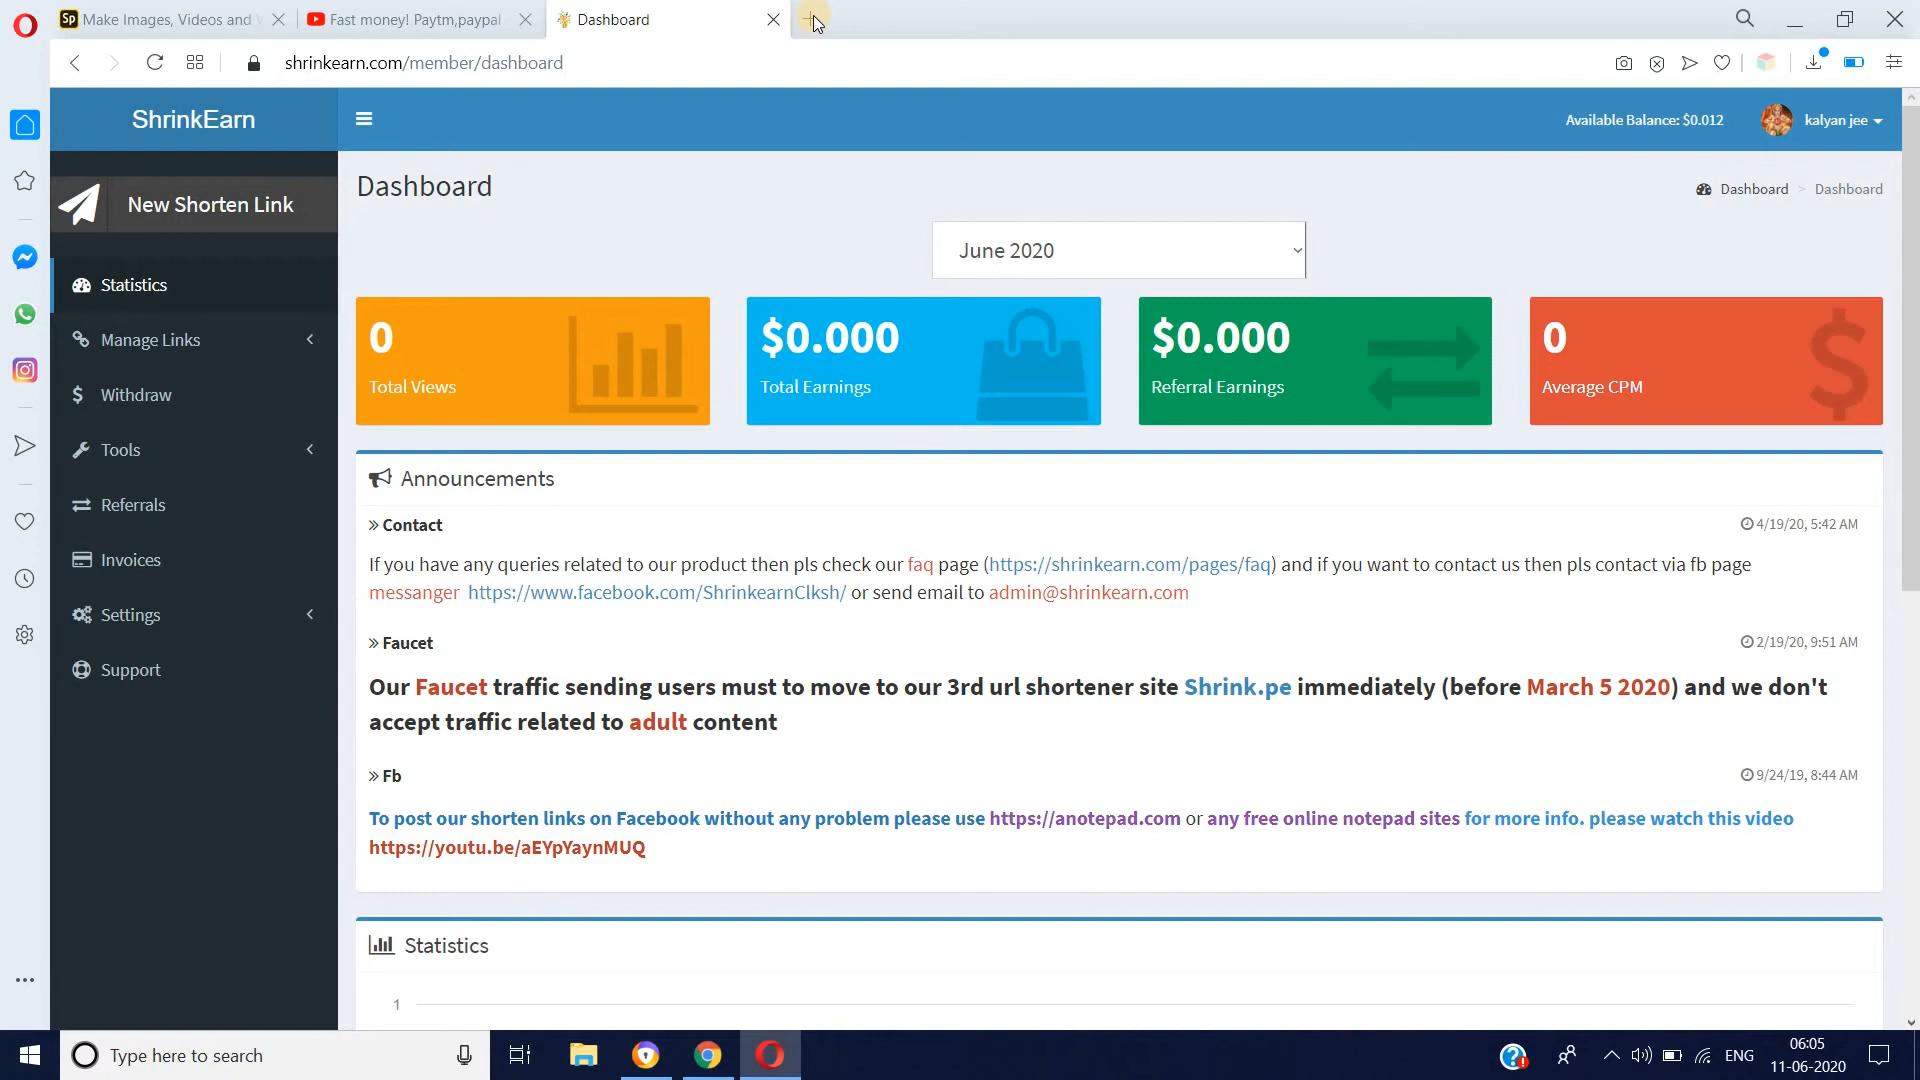 Make Images, Videos and
Fast money! Paytm,paypal
Dashboard
shrinkearn.com/member/dashboard
ShrinkEarn
Available Balance: $0.012
kalyan jee
New Shorten Link
Dashboard
Dashboard > Dashboard
June 2020
Statistics
Manage Links
Withdraw
Tools
Referrals
Invoices
Settings
Support
0
Total Views
$0.000
Total Earnings
$0.000
Referral Earnings
0
Average CPM
Announcements
» Contact
4/19/20, 5:42 AM
If you have any queries related to our product then pls check our faq page (https://shrinkearn.com/pages/faq) and if you want to contact us then pls contact via fb page
messanger https://www.facebook.com/ShrinkearnClksh/ or send email to admin@shrinkearn.com
» Faucet
2/19/20, 9:51 AM
Our Faucet traffic sending users must to move to our 3rd url shortener site Shrink.pe immediately (before March 5 2020) and we don't
accept traffic related to adult content
» Fb
9/24/19, 8:44 AM
To post our shorten links on Facebook without any problem please use https://anotepad.com or any free online notepad sites for more info. please watch this video
https://youtu.be/aEYpYaynMUQ
Statistics
1
Type here to search
ENG
06:05
11-06-2020